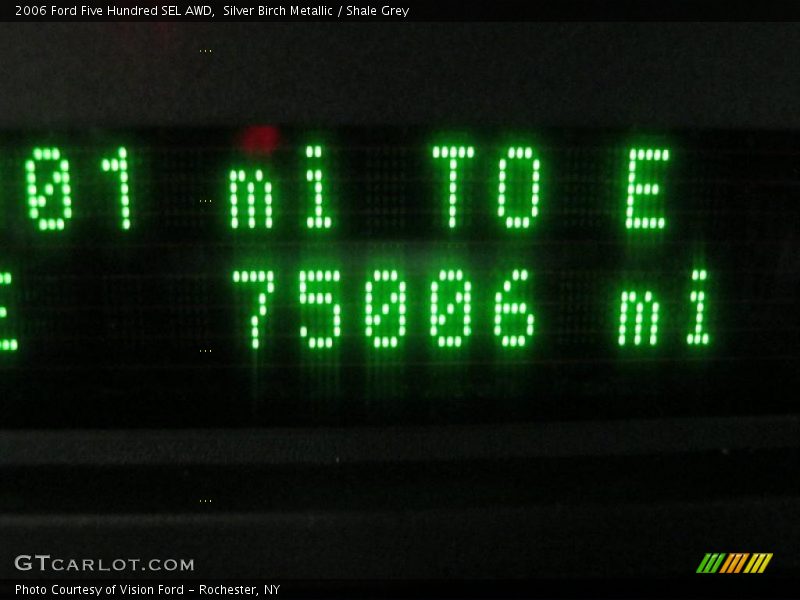 2006 Ford Five Hundred SEL AWD,  Silver Birch Metallic / Shale Grey
01 mi TO E
E 75006 mi
GTCARLOT.COM
Photo Courtesy of Vision Ford - Rochester, NY